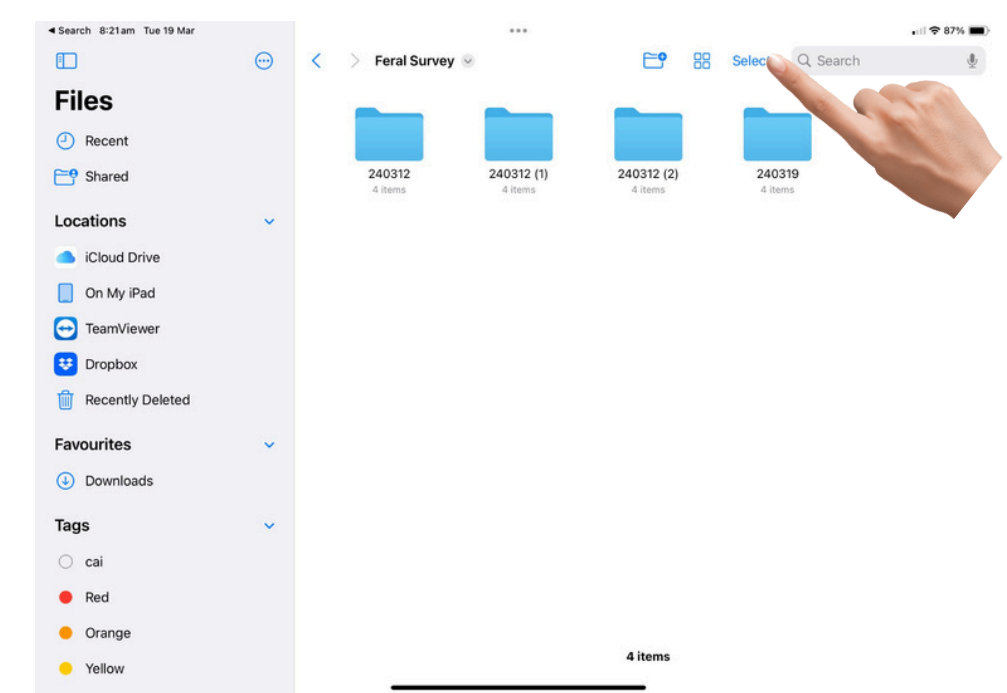 ◀ Search 8:21 am Tue 19 Mar
87%
Files
Recent
Shared
Locations
iCloud Drive
On My iPad
TeamViewer
Dropbox
Recently Deleted
Favourites
Downloads
Tags
cai
Red
Orange
Yellow
Feral Survey
Selec
Search
240312
4 items
240312 (1)
4 items
240312 (2)
4 items
240319
4 items
4 items